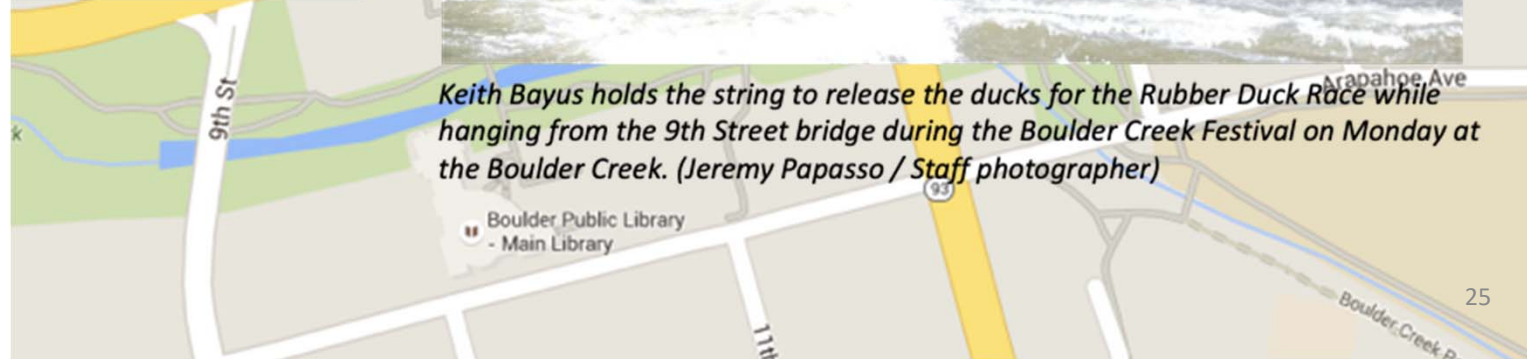 9th St
k
Arapahoe Ave
Keith Bayus holds the string to release the ducks for the Rubber Duck Race while
hanging from the 9th Street bridge during the Boulder Creek Festival on Monday at
the Boulder Creek. (Jeremy Papasso / Staff photographer)
93
Boulder Public Library
- Main Library
11th
Boulder Creek P
25